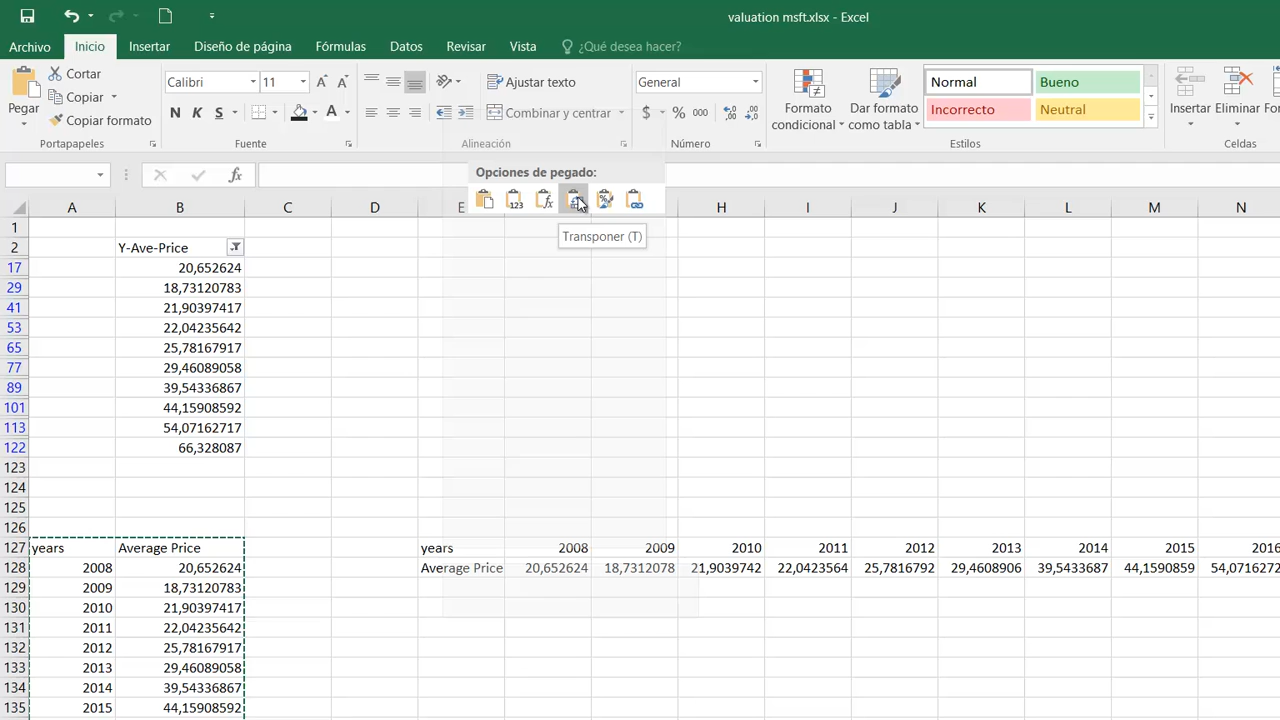 valuation msft.xlsx - Excel
Archivo Inicio Insertar Diseño de página Fórmulas Datos Revisar Vista ¿Qué desea hacer?
Pegar
Cortar
Copiar
Copiar formato
Portapapeles
Calibri 11
N K S
Fuente
Ajustar texto
Combinar y centrar
Alineación
General
$ % 000
Número
Formato condicional
Dar formato como tabla
Normal Bueno
Incorrecto Neutral
Estilos
Insertar Eliminar
Celdas
fx
Opciones de pegado:
Transponer (T)
A B C D E H I J K L M N
1
2 Y-Ave-Price
17 20,652624
29 18,73120783
41 21,90397417
53 22,04235642
65 25,78167917
77 29,46089058
89 39,54336867
101 44,15908592
113 54,07162717
122 66,328087
123
124
125
126
127 years Average Price years 2008 2009 2010 2011 2012 2013 2014 2015 2016
128 2008 20,652624 Average Price 20,652624 18,7312078 21,9039742 22,0423564 25,7816792 29,4608906 39,5433687 44,1590859 54,0716272
129 2009 18,73120783
130 2010 21,90397417
131 2011 22,04235642
132 2012 25,78167917
133 2013 29,46089058
134 2014 39,54336867
135 2015 44,15908592